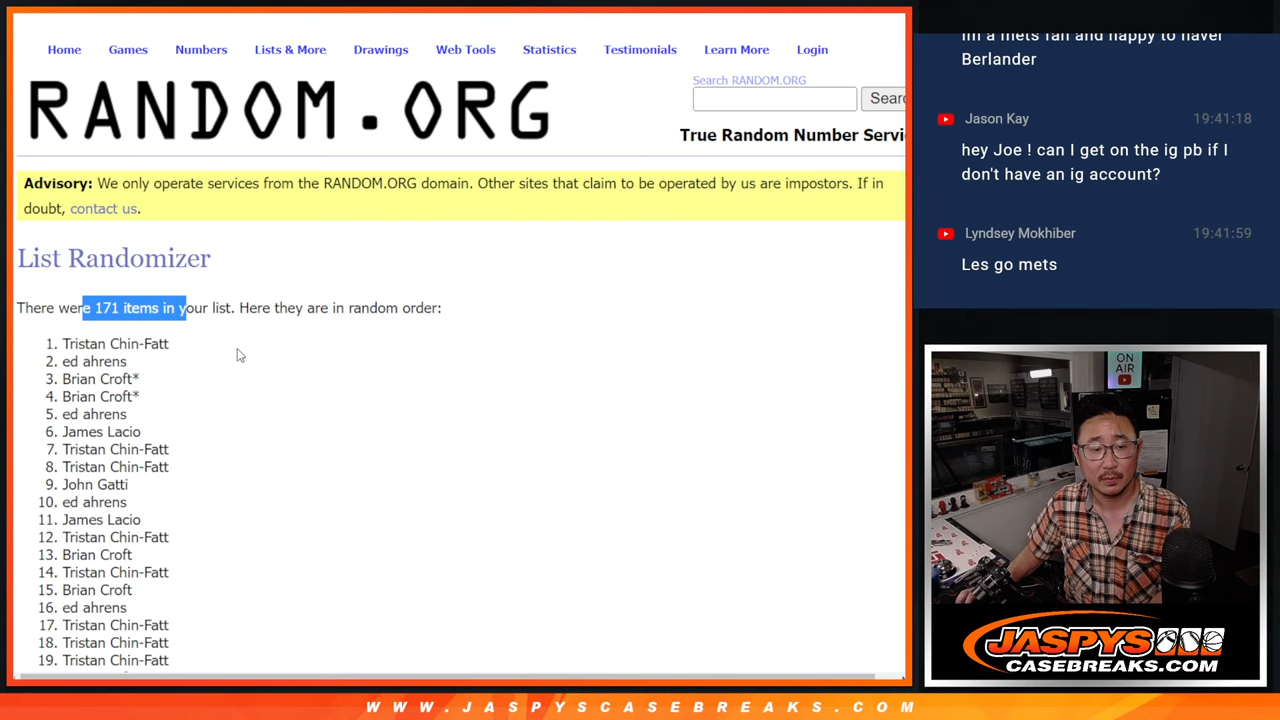 Home Games Numbers Lists & More Drawings Web Tools Statistics Testimonials Learn More Login
RANDOM.ORG
Search RANDOM.ORG
Searc
True Random Number Servi
Advisory: We only operate services from the RANDOM.ORG domain. Other sites that claim to be operated by us are impostors. If in
doubt, contact us.
List Randomizer
There were 171 items in your list. Here they are in random order:
1. Tristan Chin-Fatt
2. ed ahrens
3. Brian Croft*
4. Brian Croft*
5. ed ahrens
6. James Lacio
7. Tristan Chin-Fatt
8. Tristan Chin-Fatt
9. John Gatti
10. ed ahrens
11. James Lacio
12. Tristan Chin-Fatt
13. Brian Croft
14. Tristan Chin-Fatt
15. Brian Croft
16. ed ahrens
17. Tristan Chin-Fatt
18. Tristan Chin-Fatt
19. Tristan Chin-Fatt
Im a mets fan and happy to haver
Berlander
Jason Kay 19:41:18
hey Joe ! can I get on the ig pb if I
don't have an ig account?
Lyndsey Mokhiber 19:41:59
Les go mets
ON
AIR
JASPYS
CASEBREAKS.COM
WWW.JASPYSCASEBREAKS.COM